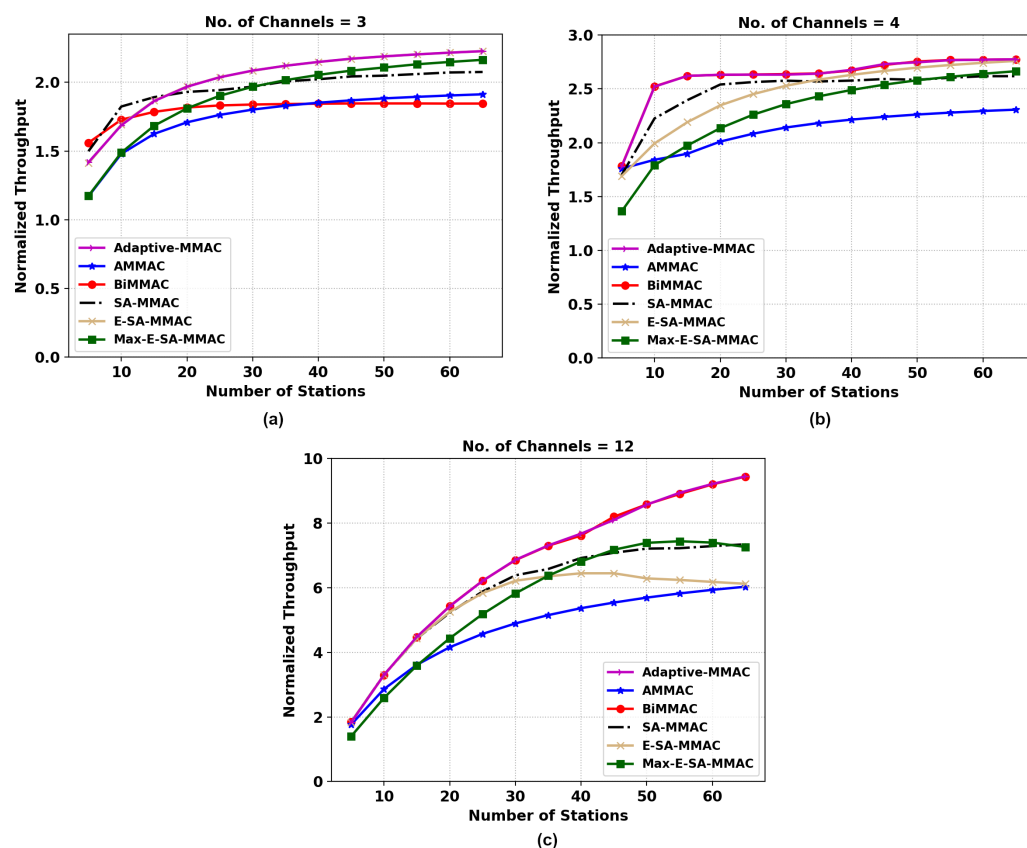 No. of Channels = 3
Normalized Throughput
2.0
1.5
1.0
0.5
0.0
Adaptive-MMAC
AMMAC
BiMMAC
SA-MMAC
E-SA-MMAC
Max-E-SA-MMAC
10 20 30 40 50 60
Number of Stations
(a)
No. of Channels = 4
Normalized Throughput
3.0
2.5
2.0
1.5
1.0
0.5
0.0
Adaptive-MMAC
AMMAC
BiMMAC
SA-MMAC
E-SA-MMAC
Max-E-SA-MMAC
10 20 30 40 50 60
Number of Stations
(b)
No. of Channels = 12
Normalized Throughput
10
8
6
4
2
0
Adaptive-MMAC
AMMAC
BiMMAC
SA-MMAC
E-SA-MMAC
Max-E-SA-MMAC
10 20 30 40 50 60
Number of Stations
(c)